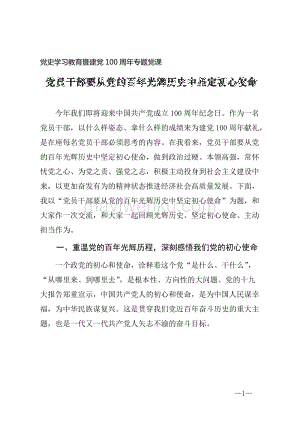 党史学习教育暨建党 100 周年专题党课
党员干部要从党的百年光辉历史中坚定初心使命
今年我们即将迎来中国共产党成立 100 周年纪念日。作为一名
党员干部，以什么样姿态、拿什么样的成绩来为建党 100 周年献礼，
是在座每名党员干部必须思考的内容。在我看来，党员干部要从党
的百年光辉历史中坚定初心使命，做到政治过硬、本领高强，常怀
忧党之心、为党之责、强党之志，积极主动投身到社会主义建设中
来，以更加奋发有为的精神状态推进经济社会高质量发展。下面，
我以“党员干部要从党的百年光辉历史中坚定初心使命”为题，和
大家作一次交流，和大家一起回顾光辉历史、坚定初心使命、主动
担当作为。
一、重温党的百年光辉历程，深刻感悟我们党的初心使命
一个政党的初心和使命，诠释着这个党“是什么、干什么”，
“从哪里来、到哪里去”，是根本性、方向性的大问题。党的十九
大报告郑重宣示，中国共产党人的初心和使命，是为中国人民谋幸
福，为中华民族谋复兴。这是贯穿我们党近百年奋斗历史的重大主
题，也是一代又一代共产党人矢志不渝的奋斗目标。
—1—